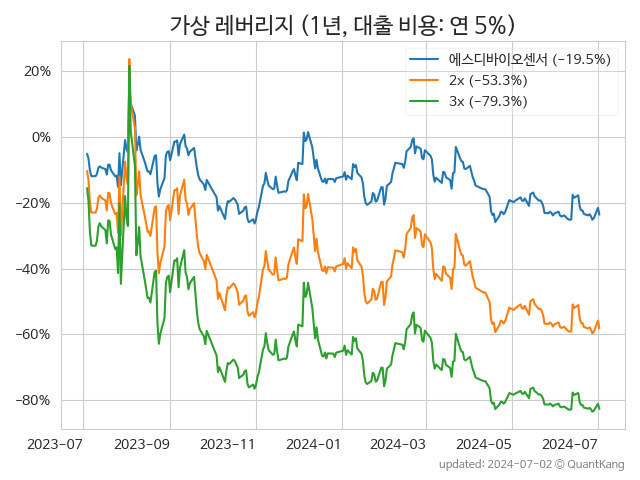 가상 레버리지 (1년, 대출 비용: 연 5%)
에스디바이오센서 (−19.5%)
2x (−53.3%)
3x (−79.3%)
20%
0%
−20%
−40%
−60%
−80%
2023-07 2023-09 2023-11 2024-01 2024-03 2024-05 2024-07
updated: 2024-07-02 © QuantKang